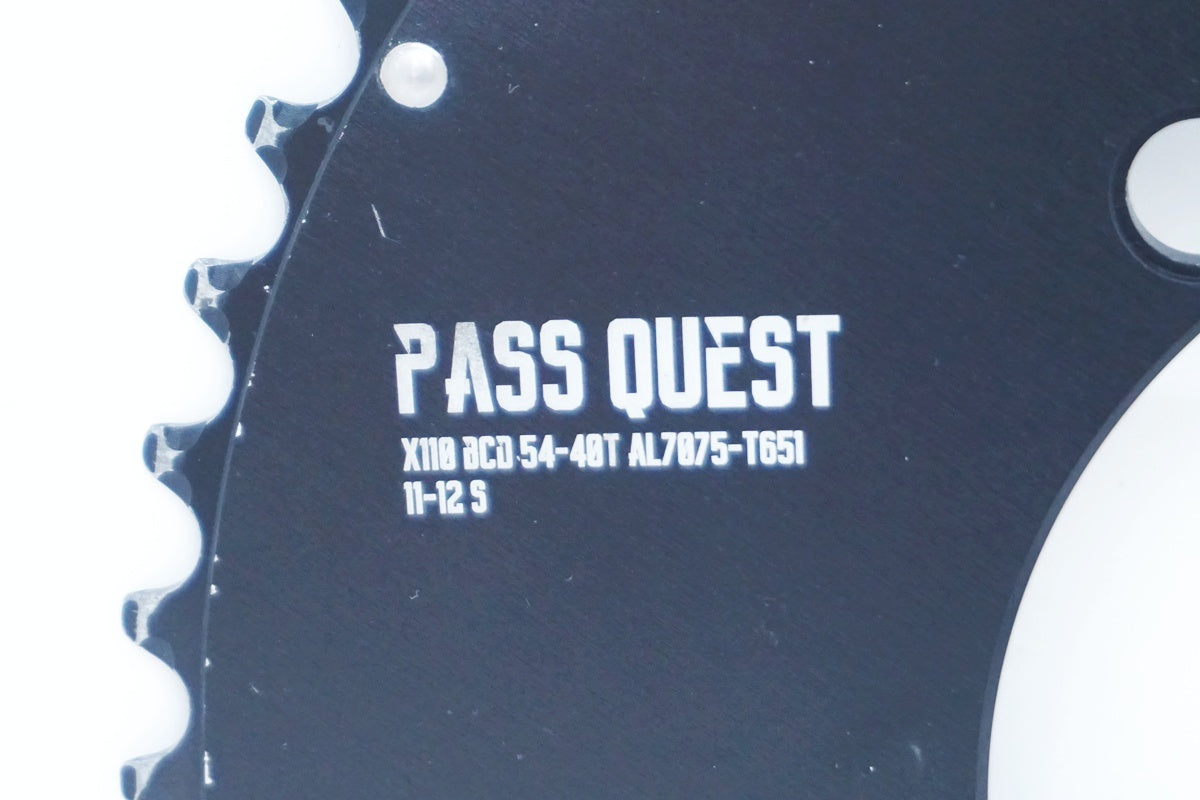 PASS QUEST
X110 BCD 54-40T AL7075-T651
11-12 S